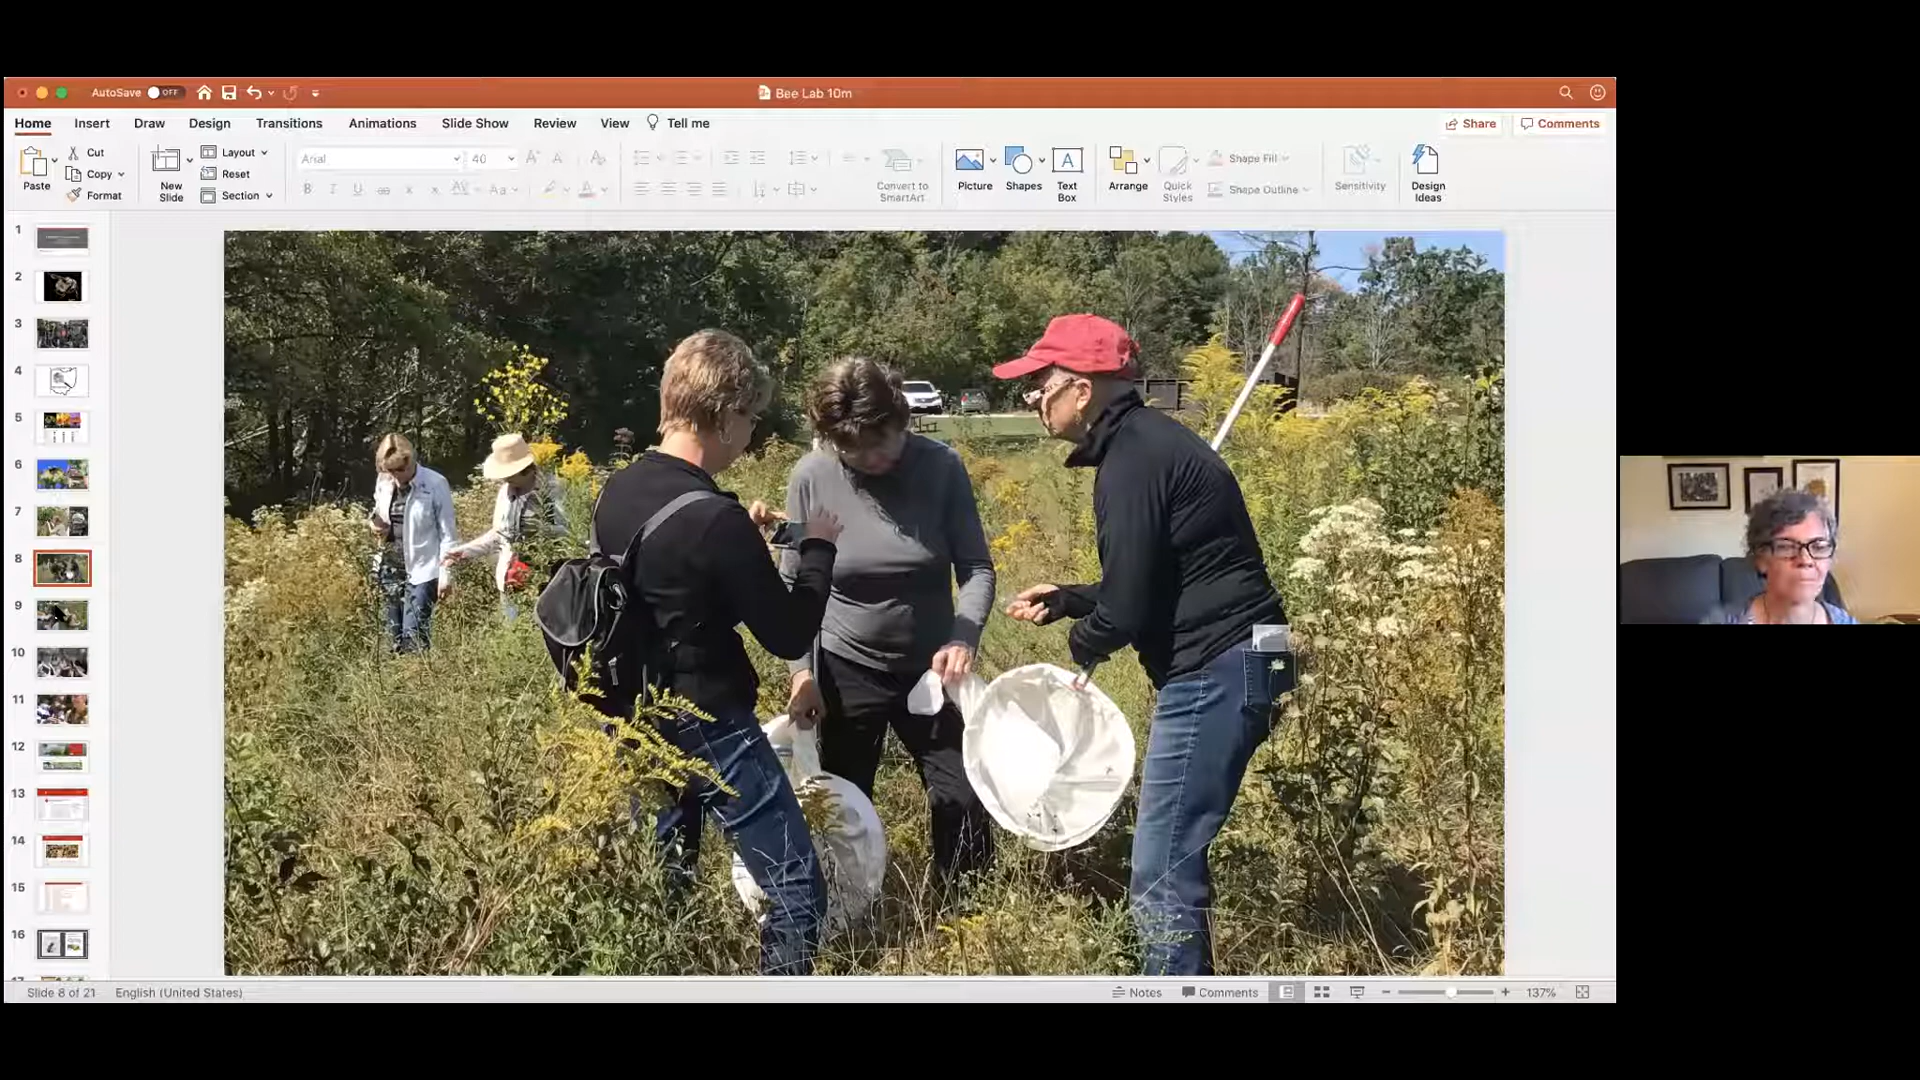 AutoSave OFF
Bee Lab 10m
Home Insert Draw Design Transitions Animations Slide Show Review View Tell me
Share Comments
Paste
Cut
Copy
Format
New Slide
Layout
Reset
Section
Arial 40
Convert to SmartArt
Picture
Shapes
Text Box
Arrange
Quick Styles
Shape Fill
Shape Outline
Sensitivity
Design Ideas
1
2
3
4
5
6
7
8
9
10
11
12
13
14
15
16
Slide 8 of 21 English (United States)
Notes Comments 137%